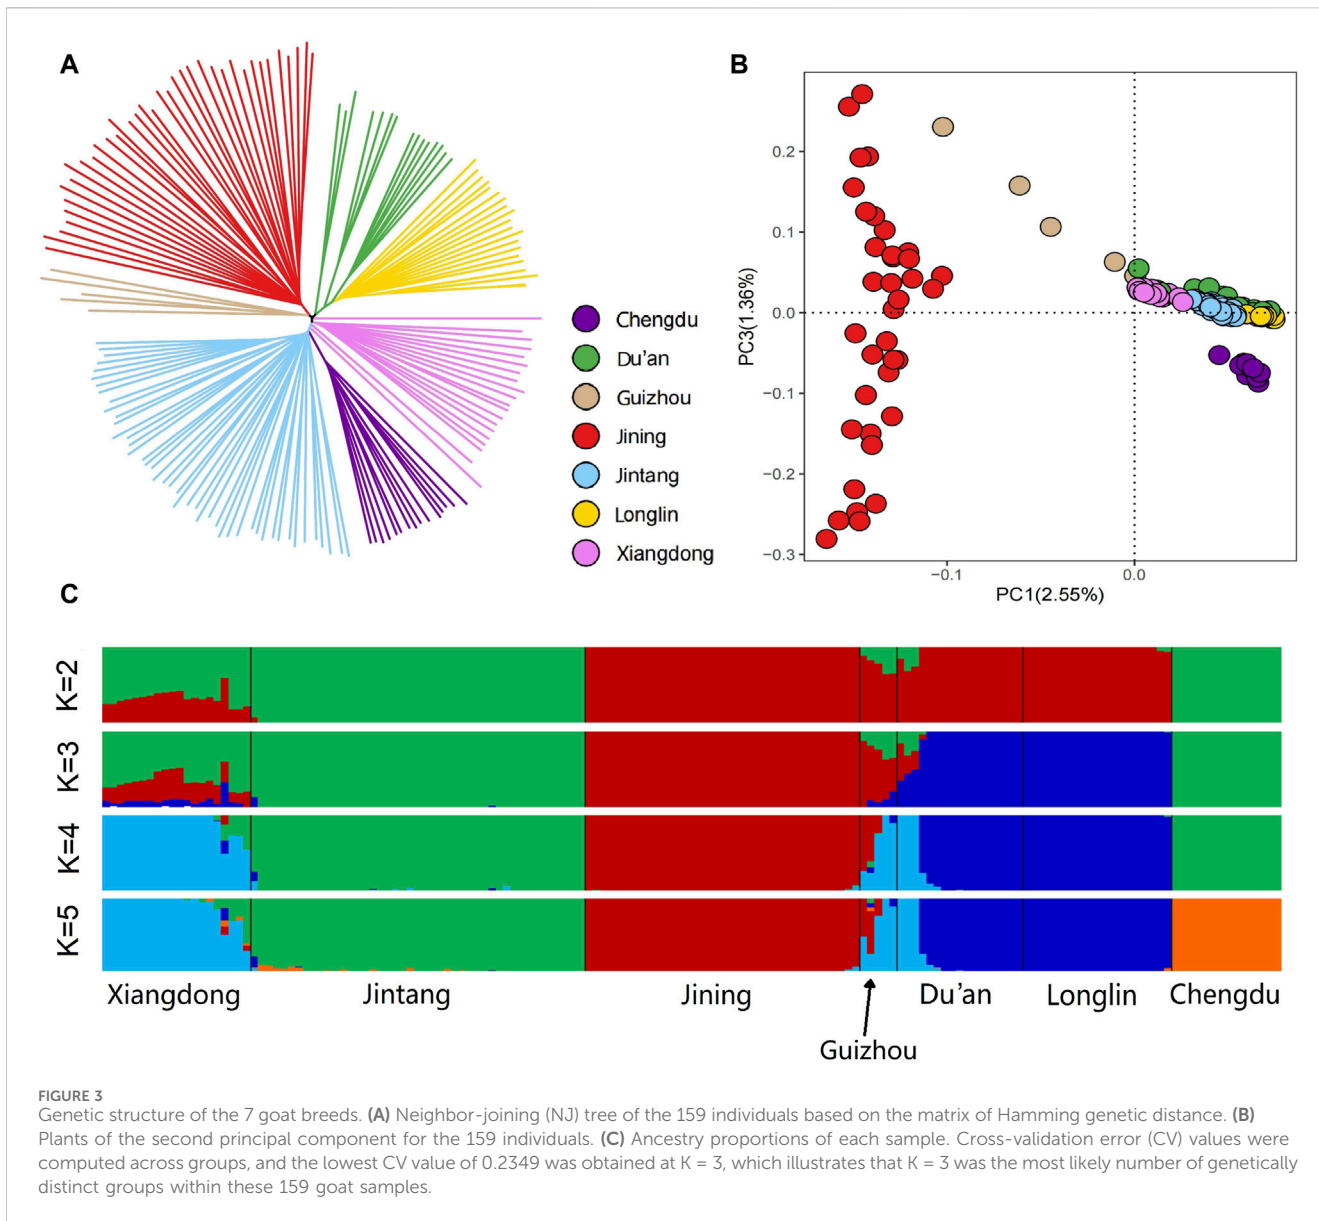 A
B
Chengdu
Du'an
Guizhou
Jining
Jintang
Longlin
Xiangdong
0.2
0.1
0.0
−0.1
−0.2
−0.3
PC3(1.36%)
−0.1
0.0
PC1(2.55%)
C
K=2
K=3
K=4
K=5
Xiangdong
Jintang
Jining
Guizhou
Du'an
Longlin
Chengdu
FIGURE 3
Genetic structure of the 7 goat breeds. (A) Neighbor-joining (NJ) tree of the 159 individuals based on the matrix of Hamming genetic distance. (B)
Plants of the second principal component for the 159 individuals. (C) Ancestry proportions of each sample. Cross-validation error (CV) values were
computed across groups, and the lowest CV value of 0.2349 was obtained at K = 3, which illustrates that K = 3 was the most likely number of genetically
distinct groups within these 159 goat samples.